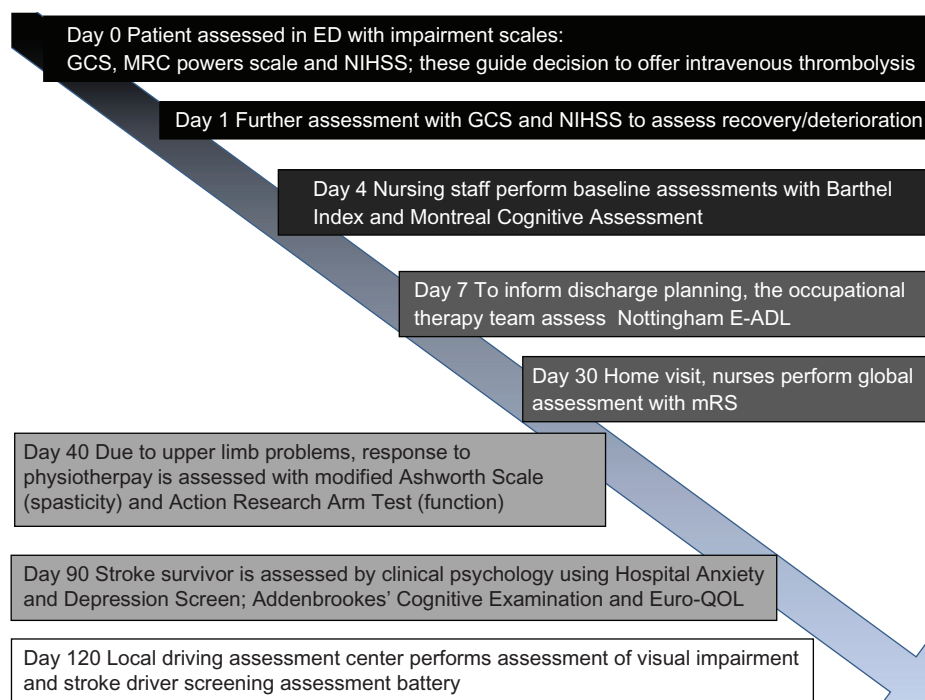 Day 0 Patient assessed in ED with impairment scales:
GCS, MRC powers scale and NIHSS; these guide decision to offer intravenous thrombolysis
Day 1 Further assessment with GCS and NIHSS to assess recovery/deterioration
Day 4 Nursing staff perform baseline assessments with Barthel
Index and Montreal Cognitive Assessment
Day 7 To inform discharge planning, the occupational
therapy team assess Nottingham E-ADL
Day 30 Home visit, nurses perform global
assessment with mRS
Day 40 Due to upper limb problems, response to
physiotherpay is assessed with modified Ashworth Scale
(spasticity) and Action Research Arm Test (function)
Day 90 Stroke survivor is assessed by clinical psychology using Hospital Anxiety
and Depression Screen; Addenbrookes' Cognitive Examination and Euro-QOL
Day 120 Local driving assessment center performs assessment of visual impairment
and stroke driver screening assessment battery